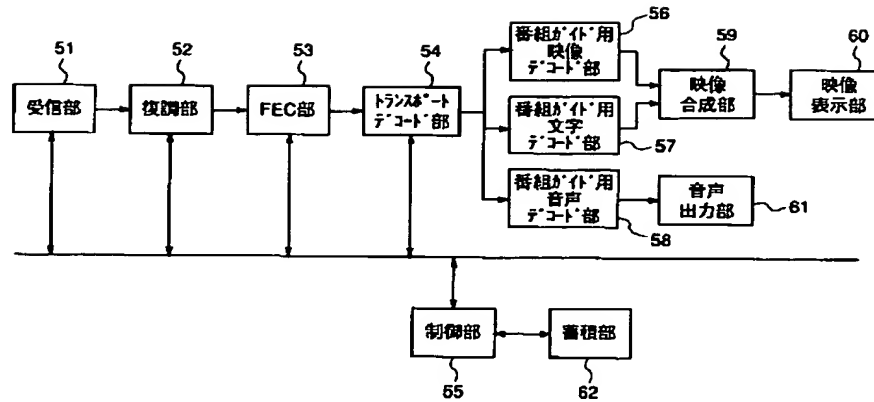 51
受信部
52
復調部
53
FEC部
54
トランスポート
デコード部
56
番組ガイド用
映像
デコード部
番組ガイド用
文字
デコード部
57
番組ガイド用
音声
デコード部
58
59
映像
合成部
60
映像
表示部
音声
出力部
61
制御部
55
蓄積部
62